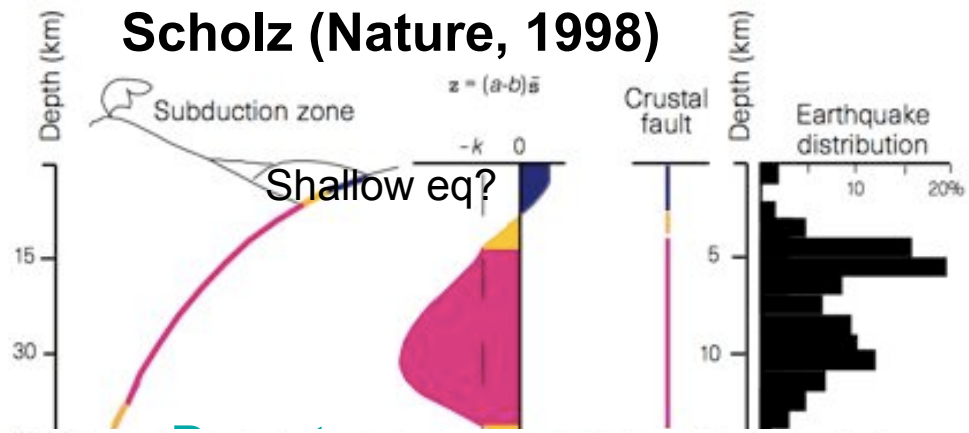 Scholz (Nature, 1998)
Depth (km)
Subduction zone
z = (a-b)s̄
-k 0
Crustal
fault
Depth (km)
Earthquake
distribution
10 20%
Shallow eq?
15
30
5
10